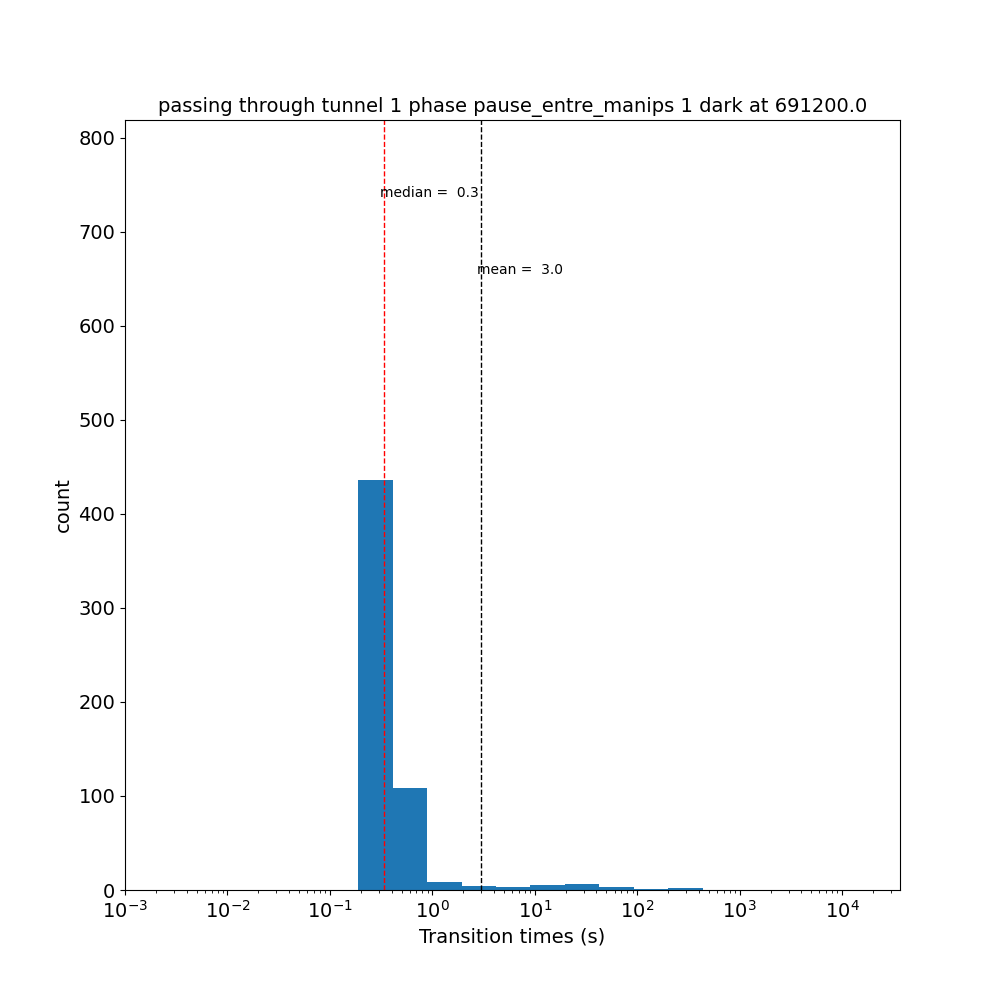 passing through tunnel 1 phase pause_entre_manips 1 dark at 691200.0
800
median =  0.3
700
mean =  3.0
600
500
count
400
300
200
100
0
10⁻³ 10⁻² 10⁻¹ 10⁰ 10¹ 10² 10³ 10⁴
Transition times (s)